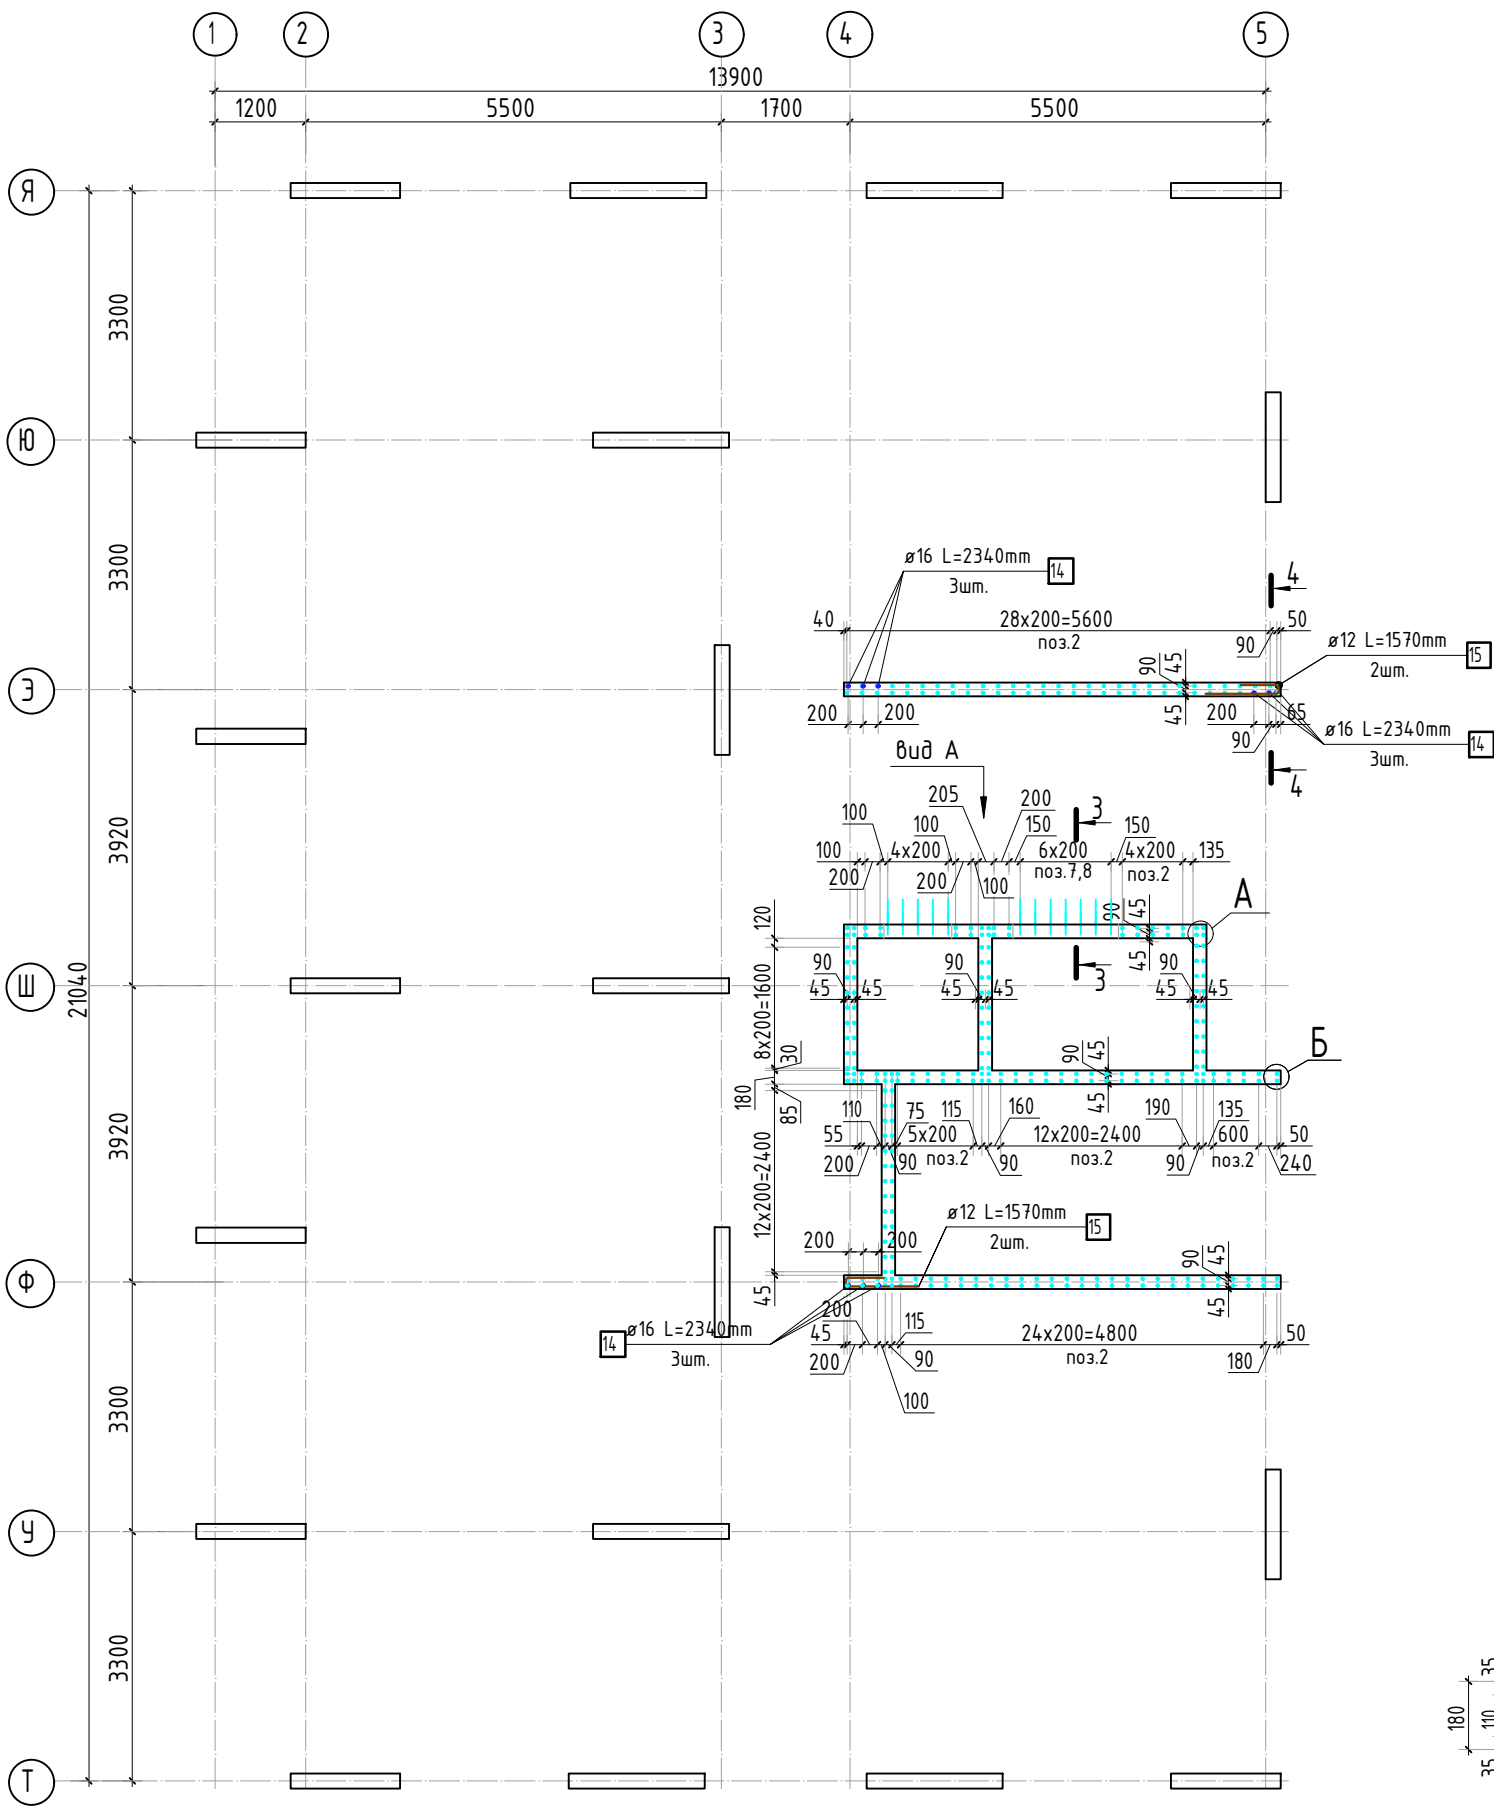 1 2 3 4 5
13900
1200 5500 1700 5500
Я
3300
Ю
3300
ø16 L=2340mm 14
3шт.
4
40 28x200=5600 50
поз.2
90
ø12 L=1570mm 15
2шт.
Э
90 45
45
200 200 200 65
90
ø16 L=2340mm 14
3шт.
4
вид А
3920
205 200 3
100 100 150 150
100 4x200 6x200 4x200 135
поз.7,8 поз.2
200 200 100
А
120
90 45
45
21040
Ш
90 90 90
3
45 45 45 45 45 45
8x200=1600
30
90 45
45
Б
180
85
110 75 115 160 190 135
55 5x200 12x200=2400 600 50
поз.2 поз.2 поз.2
200 90 90 90 240
3920
12x200=2400
ø12 L=1570mm 15
2шт.
200 200
90 45
45
Ф
45
14 ø16 L=2340mm
3шт.
200 115
45 24x200=4800 50
поз.2
200 90 180
100
3300
У
3300
180
35
110
35
Т